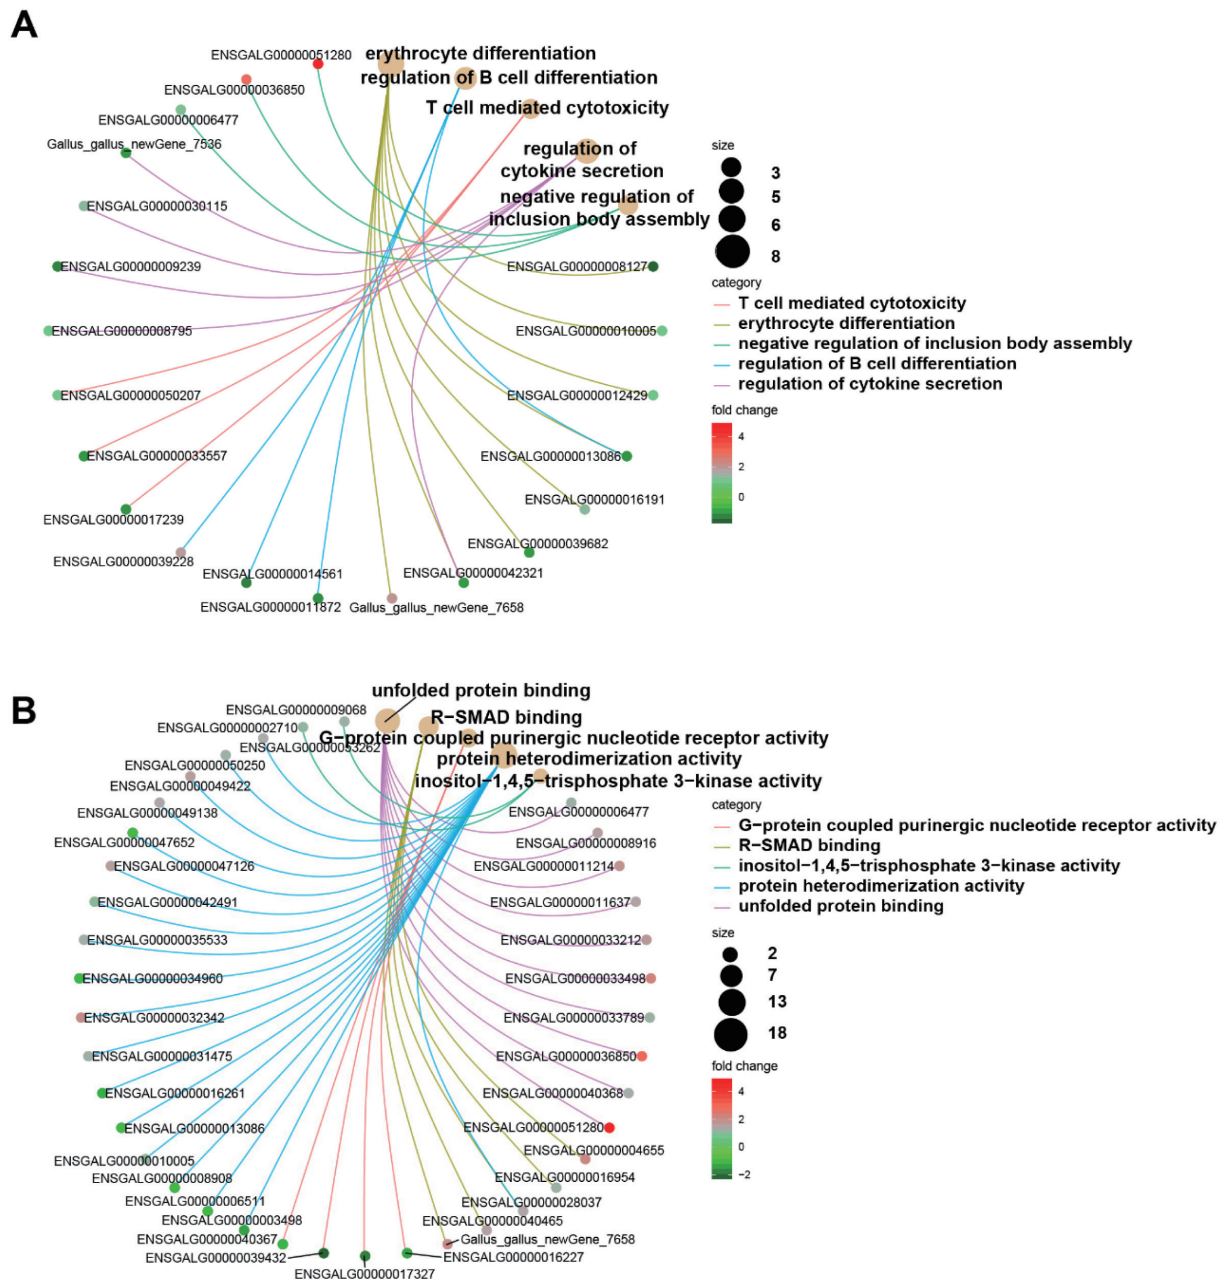 A
ENSGALG00000051280
erythrocyte differentiation
regulation of B cell differentiation
ENSGALG00000036850
T cell mediated cytotoxicity
ENSGALG00000006477
Gallus_gallus_newGene_7536
regulation of
cytokine secretion
negative regulation of
inclusion body assembly
ENSGALG00000030115
ENSGALG00000009239
ENSGALG00000008127
ENSGALG00000008795
ENSGALG00000010005
ENSGALG00000050207
ENSGALG00000012429
ENSGALG00000033557
ENSGALG00000013086
ENSGALG00000016191
ENSGALG00000017239
ENSGALG00000039682
ENSGALG00000039228
ENSGALG00000014561
ENSGALG00000042321
ENSGALG00000011872
Gallus_gallus_newGene_7658
size
3
5
6
8
category
T cell mediated cytotoxicity
erythrocyte differentiation
negative regulation of inclusion body assembly
regulation of B cell differentiation
regulation of cytokine secretion
fold change
4
2
0
B
unfolded protein binding
ENSGALG00000009068
R−SMAD binding
ENSGALG00000002710
G−protein coupled purinergic nucleotide receptor activity
ENSGALG00000053262
protein heterodimerization activity
ENSGALG00000050250
inositol−1,4,5−trisphosphate 3−kinase activity
ENSGALG00000049422
ENSGALG00000049138
ENSGALG00000006477
ENSGALG00000047652
ENSGALG00000008916
ENSGALG00000047126
ENSGALG00000011214
ENSGALG00000042491
ENSGALG00000011637
ENSGALG00000035533
ENSGALG00000033212
ENSGALG00000034960
ENSGALG00000033498
ENSGALG00000032342
ENSGALG00000033789
ENSGALG00000031475
ENSGALG00000036850
ENSGALG00000016261
ENSGALG00000040368
ENSGALG00000013086
ENSGALG00000051280
ENSGALG00000004655
ENSGALG00000010005
ENSGALG00000008908
ENSGALG00000016954
ENSGALG00000006511
ENSGALG00000028037
ENSGALG00000003498
ENSGALG00000040465
ENSGALG00000040367
Gallus_gallus_newGene_7658
ENSGALG00000039432
ENSGALG00000016227
ENSGALG00000017327
category
G−protein coupled purinergic nucleotide receptor activity
R−SMAD binding
inositol−1,4,5−trisphosphate 3−kinase activity
protein heterodimerization activity
unfolded protein binding
size
2
7
13
18
fold change
4
2
0
−2